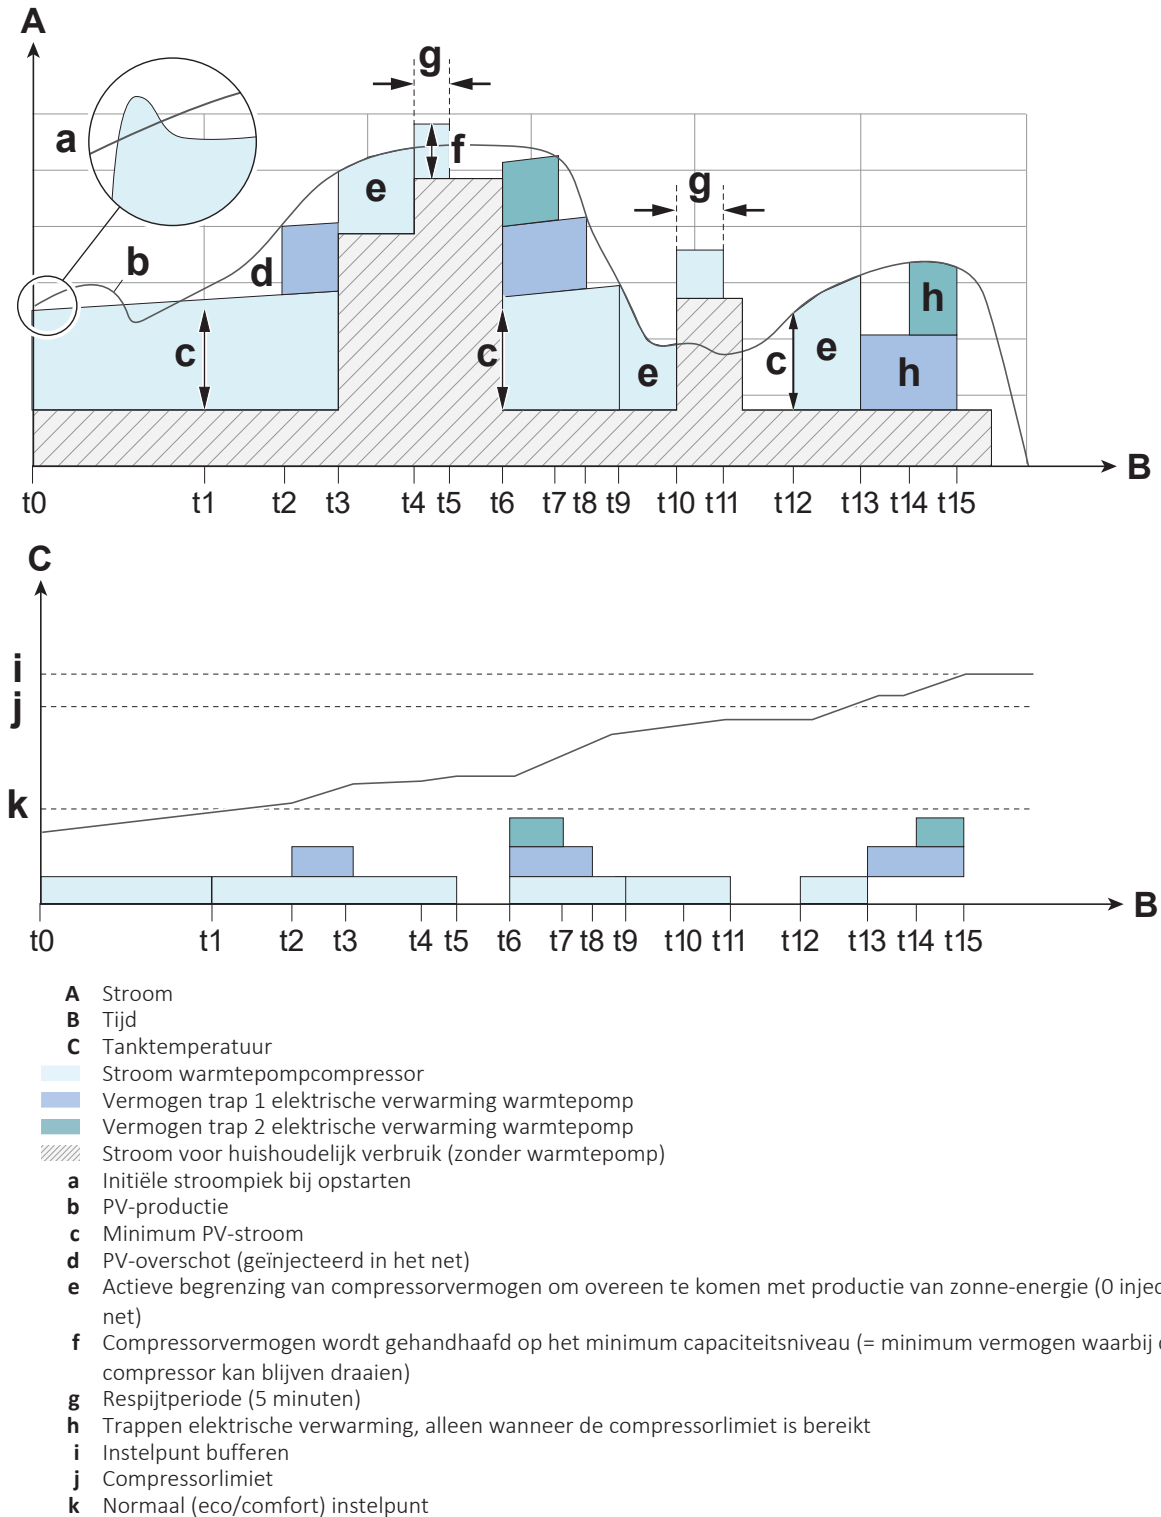 A
g
a
f
e
g
b
d
h
c
c
c
e
e
h
B
t0 t1 t2 t3 t4 t5 t6 t7 t8 t9 t10 t11 t12 t13 t14 t15
C
i
j
k
B
t0 t1 t2 t3 t4 t5 t6 t7 t8 t9 t10 t11 t12 t13 t14 t15
A Stroom
B Tijd
C Tanktemperatuur
Stroom warmtepompcompressor
Vermogen trap 1 elektrische verwarming warmtepomp
Vermogen trap 2 elektrische verwarming warmtepomp
Stroom voor huishoudelijk verbruik (zonder warmtepomp)
a Initiële stroompiek bij opstarten
b PV-productie
c Minimum PV-stroom
d PV-overschot (geïnjecteerd in het net)
e Actieve begrenzing van compressorvermogen om overeen te komen met productie van zonne-energie (0
net)
f Compressorvermogen wordt gehandhaafd op het minimum capaciteitsniveau (= minimum vermogen waarbij
compressor kan blijven draaien)
g Respijtperiode (5 minuten)
h Trappen elektrische verwarming, alleen wanneer de compressorlimiet is bereikt
i Instelpunt bufferen
j Compressorlimiet
k Normaal (eco/comfort) instelpunt